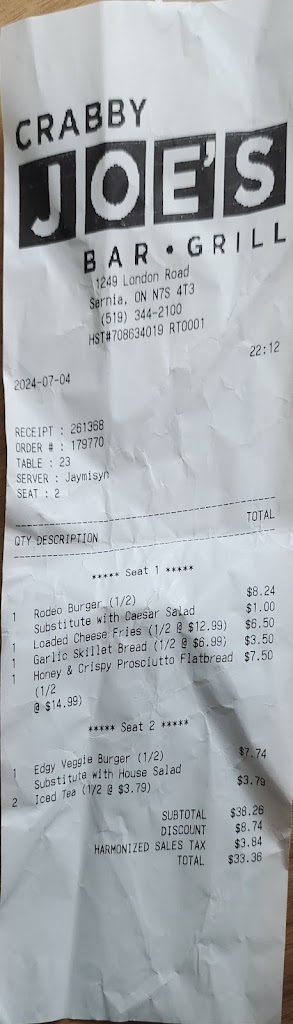 CRABBY
JOE'S
BAR • GRILL
1249 London Road
Sarnia, ON N7S 4T3
(519) 344-2100
HST#708634019 RT0001
22:12
2024-07-04
RECEIPT : 261368
ORDER # : 179770
TABLE : 23
SERVER : Jaymisyn
SEAT : 2
QTY DESCRIPTION TOTAL
***** Seat 1 *****
1 Rodeo Burger (1/2) $8.24
Substitute with Caesar Salad $1.00
1 Loaded Cheese Fries (1/2 @ $12.99) $6.50
1 Garlic Skillet Bread (1/2 @ $6.99) $3.50
1 Honey & Crispy Prosciutto Flatbread $7.50
(1/2
@ $14.99)
***** Seat 2 *****
1 Edgy Veggie Burger (1/2) $7.74
Substitute with House Salad
2 Iced Tea (1/2 @ $3.79) $3.79
SUBTOTAL $38.26
DISCOUNT $8.74
HARMONIZED SALES TAX $3.84
TOTAL $33.36